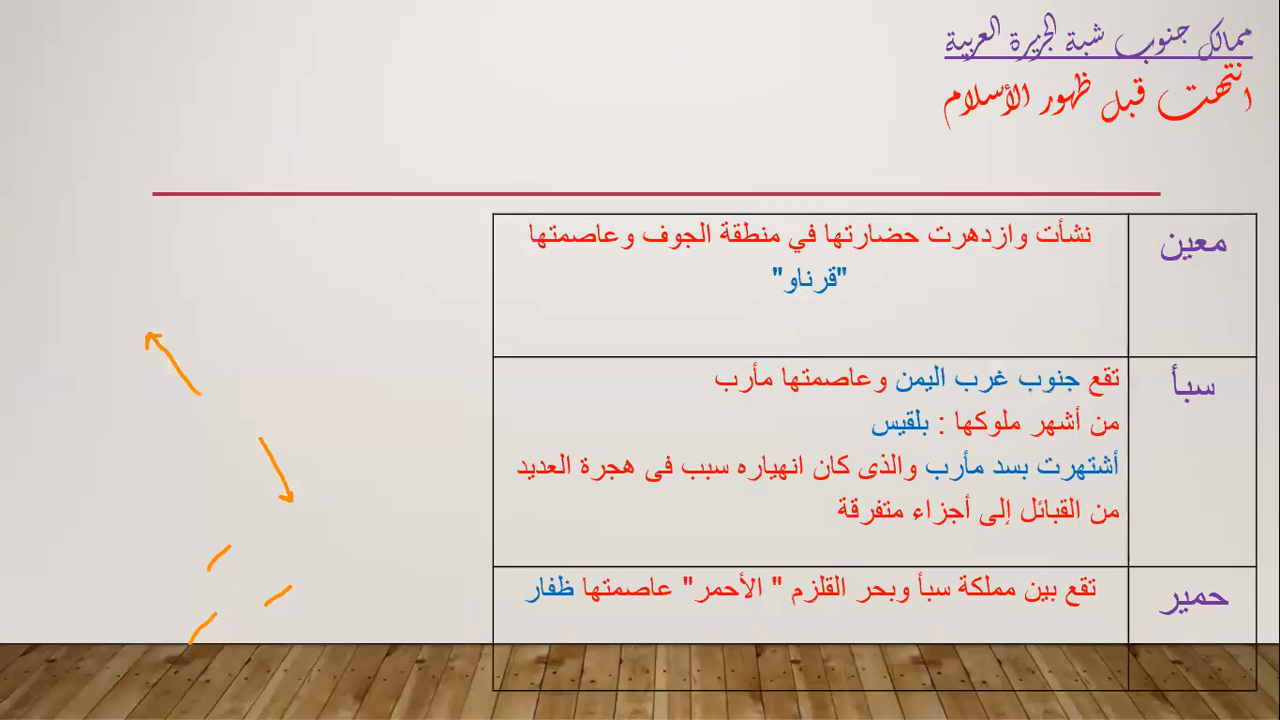 ممالك جنوب شبة الجزيرة العربية
انتهت قبل ظهور الأسلام
معين
نشأت وازدهرت حضارتها في منطقة الجوف وعاصمتها
"قرناو"
سبأ
تقع جنوب غرب اليمن وعاصمتها مأرب
من أشهر ملوكها : بلقيس
أشتهرت بسد مأرب والذى كان انهياره سبب فى هجرة العديد
من القبائل إلى أجزاء متفرقة
حمير
تقع بين مملكة سبأ وبحر القلزم " الأحمر" عاصمتها ظفار